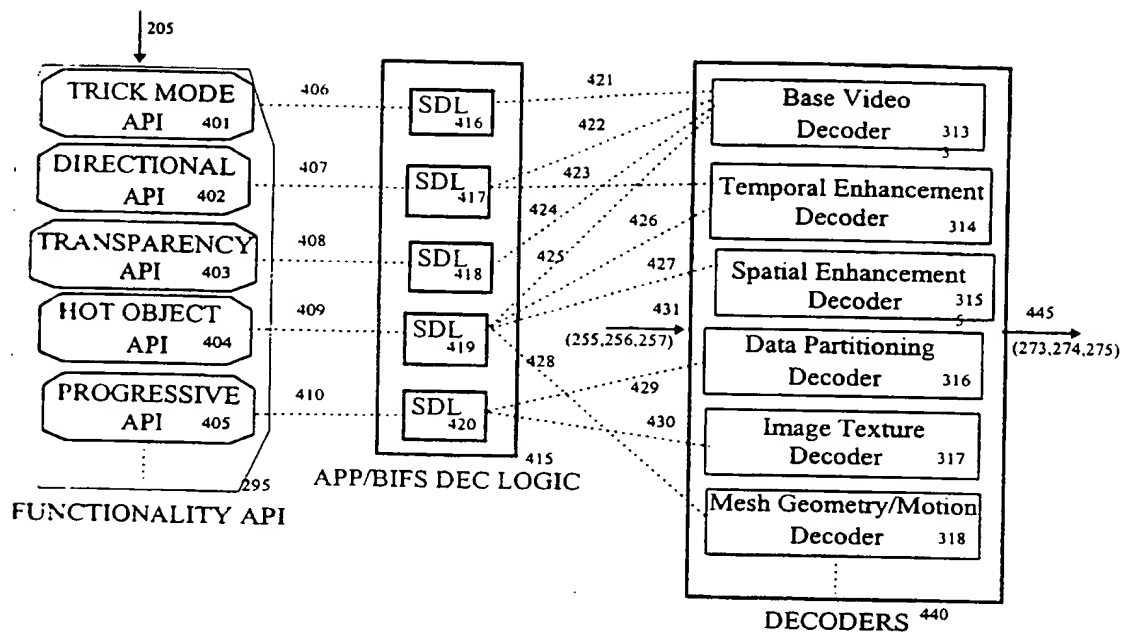 205
TRICK MODE
API 401
DIRECTIONAL
API 402
TRANSPARENCY
API 403
HOT OBJECT
API 404
PROGRESSIVE
API 405
295
FUNCTIONALITY API
406
407
408
409
410
SDL 416
SDL 417
SDL 418
SDL 419
SDL 420
415
APP/BIFS DEC LOGIC
421
422
423
424
425
426
427
431
(255,256,257)
428
429
430
Base Video
Decoder 313
3
Temporal Enhancement
Decoder 314
Spatial Enhancement
Decoder 315
5
Data Partitioning
Decoder 316
Image Texture
Decoder 317
Mesh Geometry/Motion
Decoder 318
DECODERS 440
445
(273,274,275)